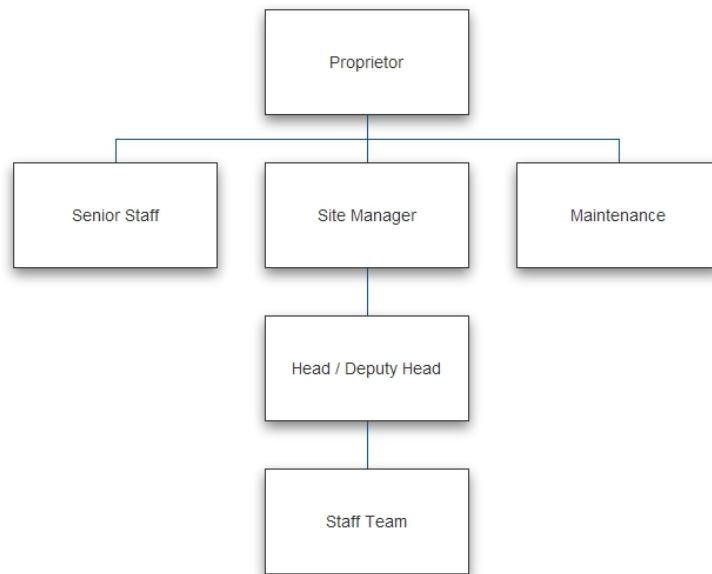 Proprietor
Senior Staff
Site Manager
Maintenance
Head / Deputy Head
Staff Team